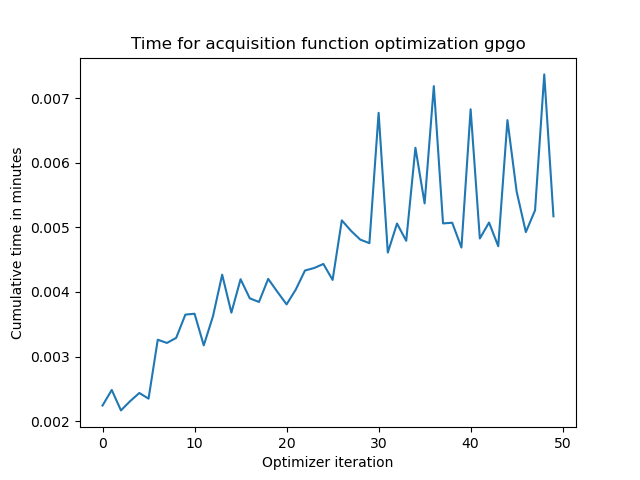 Time for acquisition function optimization gpgo
Cumulative time in minutes
0.007
0.006
0.005
0.004
0.003
0.002
0 10 20 30 40 50
Optimizer iteration